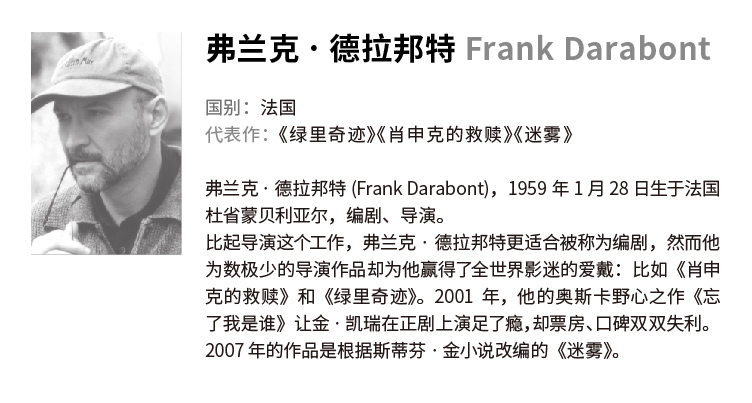 弗兰克·德拉邦特 Frank Darabont
国别：法国
代表作：《绿里奇迹》《肖申克的救赎》《迷雾》
弗兰克·德拉邦特 (Frank Darabont)，1959 年 1 月 28 日生于法国
杜省蒙贝利亚尔，编剧、导演。
比起导演这个工作，弗兰克·德拉邦特更适合被称为编剧，然而他
为数极少的导演作品却为他赢得了全世界影迷的爱戴：比如《肖申
克的救赎》和《绿里奇迹》。2001 年，他的奥斯卡野心之作《忘
了我是谁》让金·凯瑞在正剧上演足了瘾，却票房、口碑双双失利。
2007 年的作品是根据斯蒂芬·金小说改编的《迷雾》。